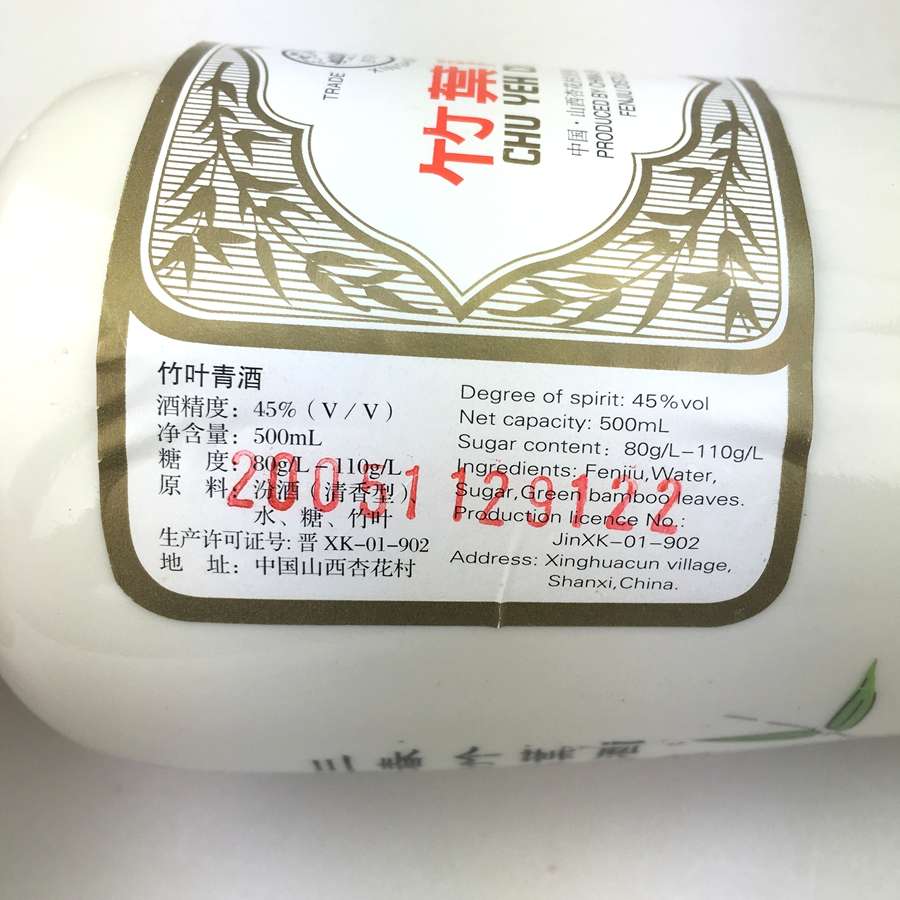 TRADE
竹葉
CHU YEH
中国·山西杏花村
PRODUCED BY
FENJIU
竹叶青酒
酒精度：45%（V/V）
净含量：500mL
糖 度：80g/L-110g/L
原 料：汾酒（清香型）、
水、糖、竹叶
生产许可证号：晋 XK-01-902
地 址：中国山西杏花村
Degree of spirit: 45%vol
Net capacity: 500mL
Sugar content: 80g/L-110g/L
Ingredients: Fenjiu,Water,
Sugar,Green bamboo leaves.
Production licence No.:
JinXK-01-902
Address: Xinghuacun village,
Shanxi,China.
20051129122